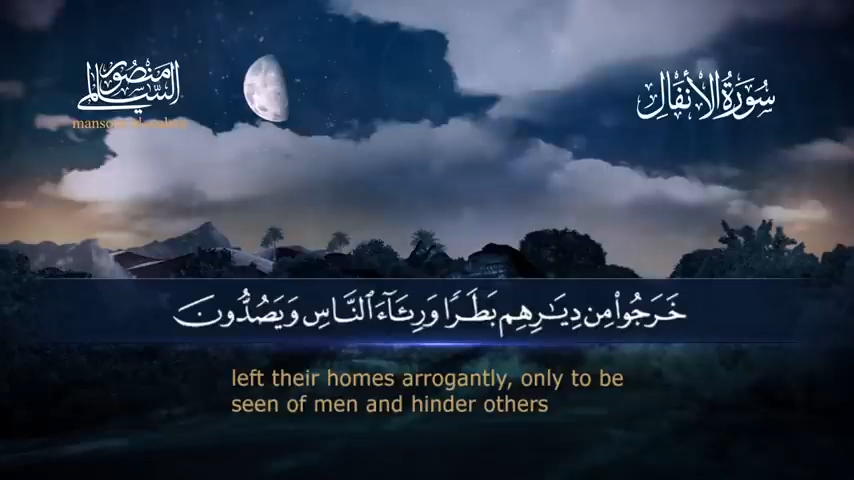 منصور السالمي
سُورَةُ الأَنفَالِ
خَرَجُواْ مِن دِيَٰرِهِم بَطَرًا وَرِئَآءَ ٱلنَّاسِ وَيَصُدُّونَ
left their homes arrogantly, only to be
seen of men and hinder others